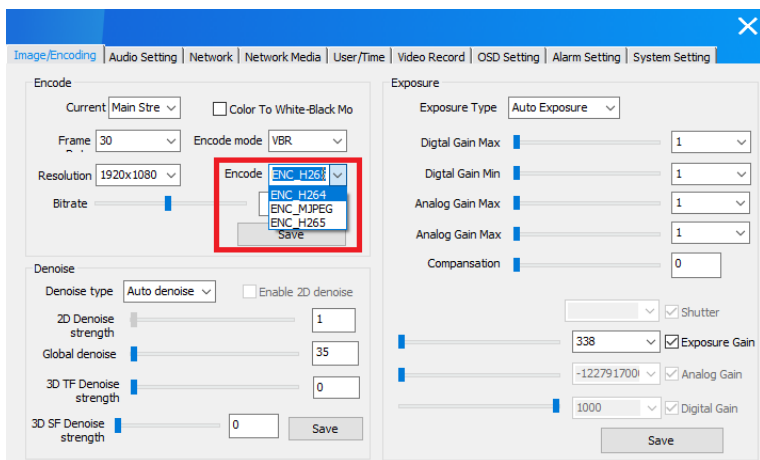 Image/Encoding Audio Setting Network Network Media User/Time Video Record OSD Setting Alarm Setting System Setting
Encode
Current Main Stre Color To White-Black Mo
Frame 30 Encode mode VBR
Resolution 1920x1080 Encode
ENC_H264
ENC_MJPEG
ENC_H265
Bitrate
Save
Denoise
Denoise type Auto denoise Enable 2D denoise
2D Denoise strength 1
Global denoise 35
3D TF Denoise strength 0
3D SF Denoise strength 0 Save
Exposure
Exposure Type Auto Exposure
Digtal Gain Max 1
Digtal Gain Min 1
Analog Gain Max 1
Analog Gain Max 1
Compansation 0
Shutter
338 Exposure Gain
Analog Gain
1000 Digital Gain
Save